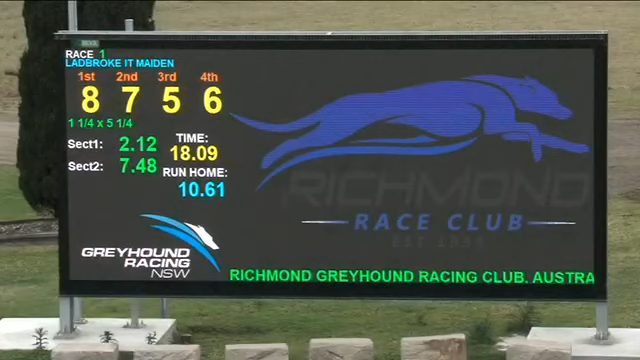 RACE 1
LADBROKE IT MAIDEN
1st 2nd 3rd 4th
8 7 5 6
1 1/4 x 5 1/4
Sect1: 2.12
Sect2: 7.48
TIME:
18.09
RUN HOME:
10.61
RICHMOND
RACE CLUB
GREYHOUND
RACING
NSW
RICHMOND GREYHOUND RACING CLUB. AUSTRA